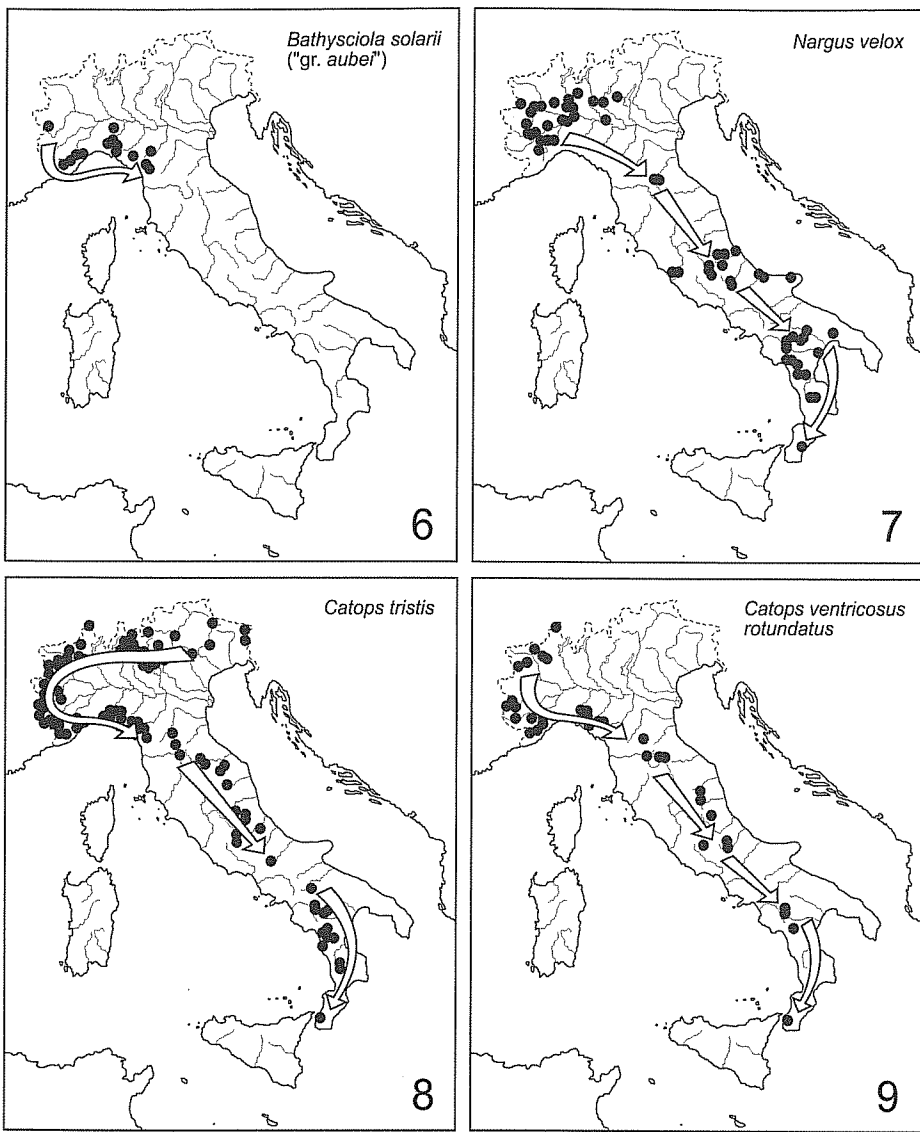 Bathysciola solarii
("gr. aubei")
6
Nargus velox
7
Catops tristis
8
Catops ventricosus
rotundatus
9